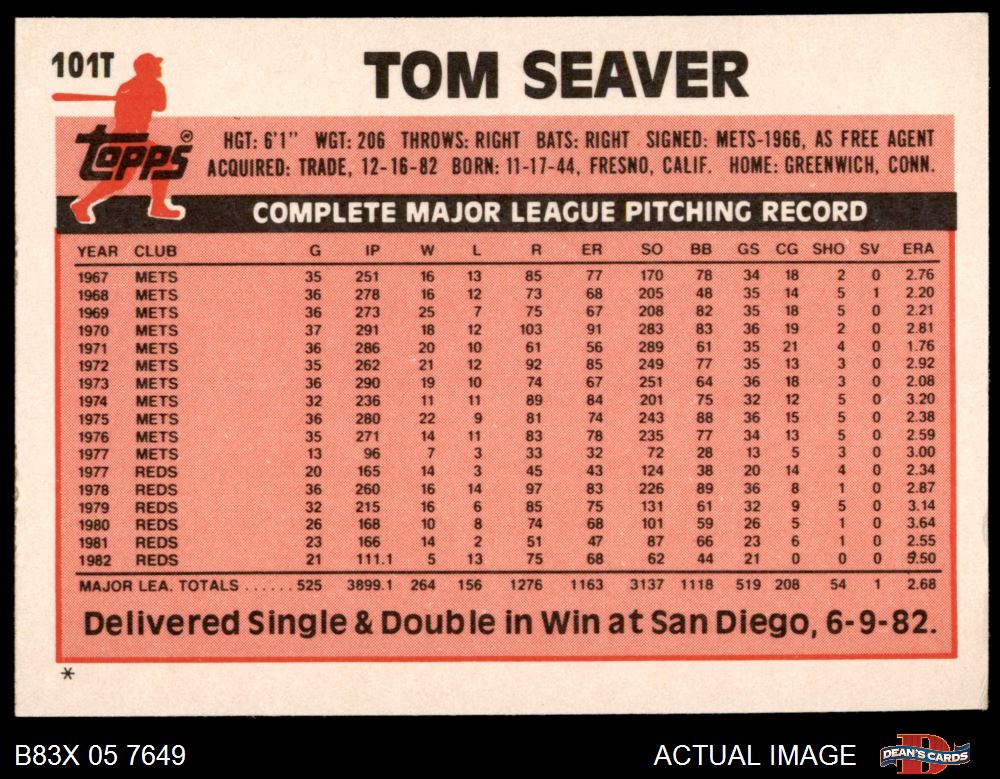 101T
TOM SEAVER
Topps®
HGT: 6'1" WGT: 206 THROWS: RIGHT BATS: RIGHT SIGNED: METS-1966, AS FREE AGENT
ACQUIRED: TRADE, 12-16-82 BORN: 11-17-44, FRESNO, CALIF. HOME: GREENWICH, CONN.
COMPLETE MAJOR LEAGUE PITCHING RECORD
YEAR CLUB G IP W L R ER SO BB GS CG SHO SV ERA
1967 METS 35 251 16 13 85 77 170 78 34 18 2 0 2.76
1968 METS 36 278 16 12 73 68 205 48 35 14 5 1 2.20
1969 METS 36 273 25 7 75 67 208 82 35 18 5 0 2.21
1970 METS 37 291 18 12 103 91 283 83 36 19 2 0 2.81
1971 METS 36 286 20 10 61 56 289 61 35 21 4 0 1.76
1972 METS 35 262 21 12 92 85 249 77 35 13 3 0 2.92
1973 METS 36 290 19 10 74 67 251 64 36 18 3 0 2.08
1974 METS 32 236 11 11 89 84 201 75 32 12 5 0 3.20
1975 METS 36 280 22 9 81 74 243 88 36 15 5 0 2.38
1976 METS 35 271 14 11 83 78 235 77 34 13 5 0 2.59
1977 METS 13 96 7 3 33 32 72 28 13 5 3 0 3.00
1977 REDS 20 165 14 3 45 43 124 38 20 14 4 0 2.34
1978 REDS 36 260 16 14 97 83 226 89 36 8 1 0 2.87
1979 REDS 32 215 16 6 85 75 131 61 32 9 5 0 3.14
1980 REDS 26 168 10 8 74 68 101 59 26 5 1 0 3.64
1981 REDS 23 166 14 2 51 47 87 66 23 6 1 0 2.55
1982 REDS 21 111.1 5 13 75 68 62 44 21 0 0 0 5.50
MAJOR LEA. TOTALS ...... 525 3899.1 264 156 1276 1163 3137 1118 519 208 54 1 2.68
Delivered Single & Double in Win at San Diego, 6-9-82.
*
B83X 05 7649 ACTUAL IMAGE DEAN'S CARDS